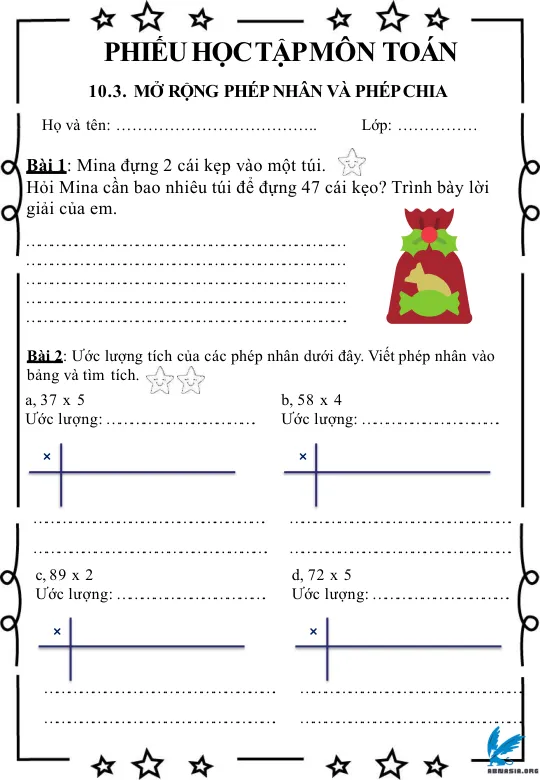 PHIẾU HỌC TẬP MÔN TOÁN
10.3. MỞ RỘNG PHÉP NHÂN VÀ PHÉP CHIA
Họ và tên: ……………………………….. Lớp: ……………
Bài 1: Mina đựng 2 cái kẹp vào một túi.
Hỏi Mina cần bao nhiêu túi để đựng 47 cái kẹo? Trình bày lời
giải của em.
Bài 2: Ước lượng tích của các phép nhân dưới đây. Viết phép nhân vào
bảng và tìm tích.
a, 37 x 5 b, 58 x 4
Ước lượng: ………………………. Ước lượng: …………………….
× ×
c, 89 x 2 d, 72 x 5
Ước lượng: ………………………. Ước lượng: …………………….
× ×
ANNASIA.ORG